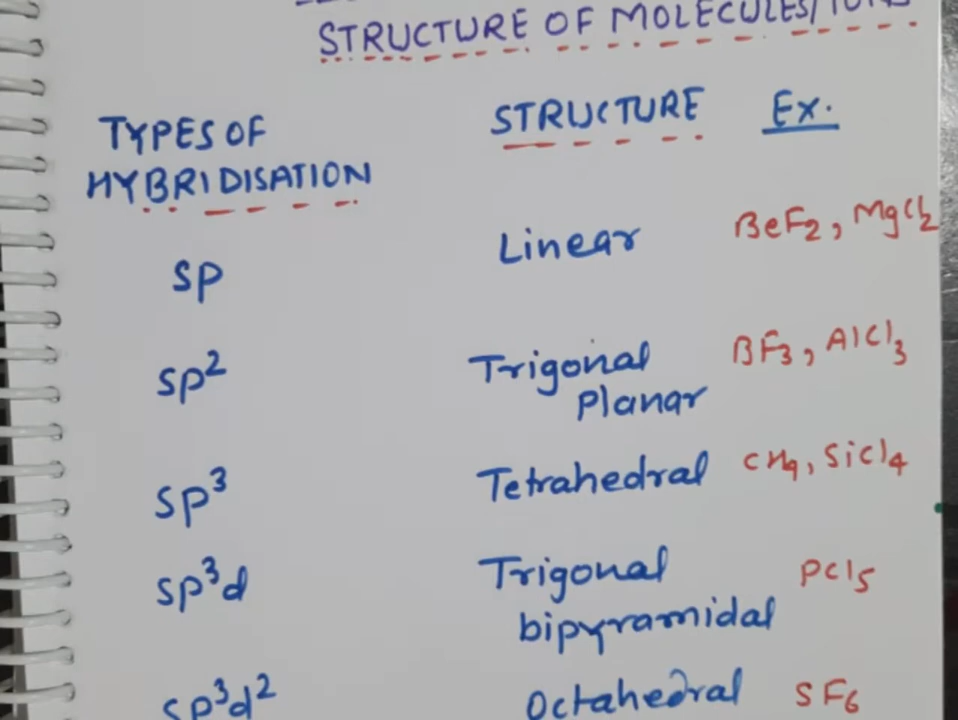 STRUCTURE OF MOLECULES/IONS
TYPES OF HYBRIDISATION STRUCTURE Ex.
sp Linear BeF2, MgCl2
sp² Trigonal Planar BF3, AlCl3
sp³ Tetrahedral CH4, SiCl4
sp³d Trigonal bipyramidal PCl5
sp³d² Octahedral SF6